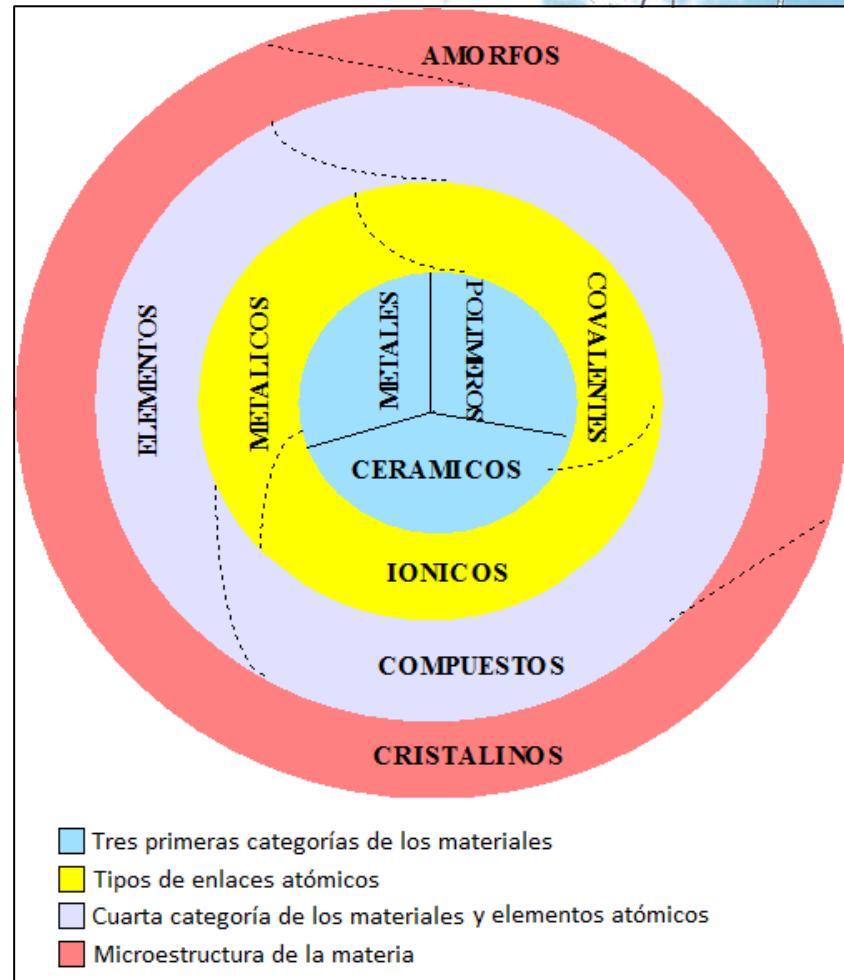 AMORFOS
ELEMENTOS
METALICOS
METALES
POLIMEROS
COVALENTES
CERAMICOS
IONICOS
COMPUESTOS
CRISTALINOS
Tres primeras categorías de los materiales
Tipos de enlaces atómicos
Cuarta categoría de los materiales y elementos atómicos
Microestructura de la materia